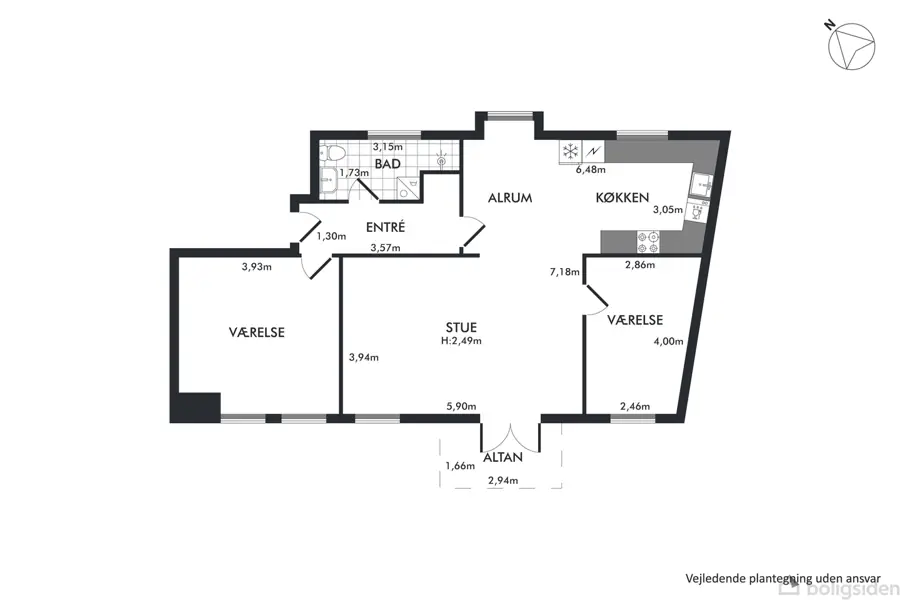 N
3,15m
BAD
1,73m
6,48m
ALRUM
KØKKEN
3,05m
ENTRÉ
1,30m
3,57m
3,93m
7,18m
2,86m
VÆRELSE
STUE
H:2,49m
VÆRELSE
4,00m
3,94m
5,90m
2,46m
ALTAN
1,66m
2,94m
Vejledende plantegning uden ansvar
boligsiden